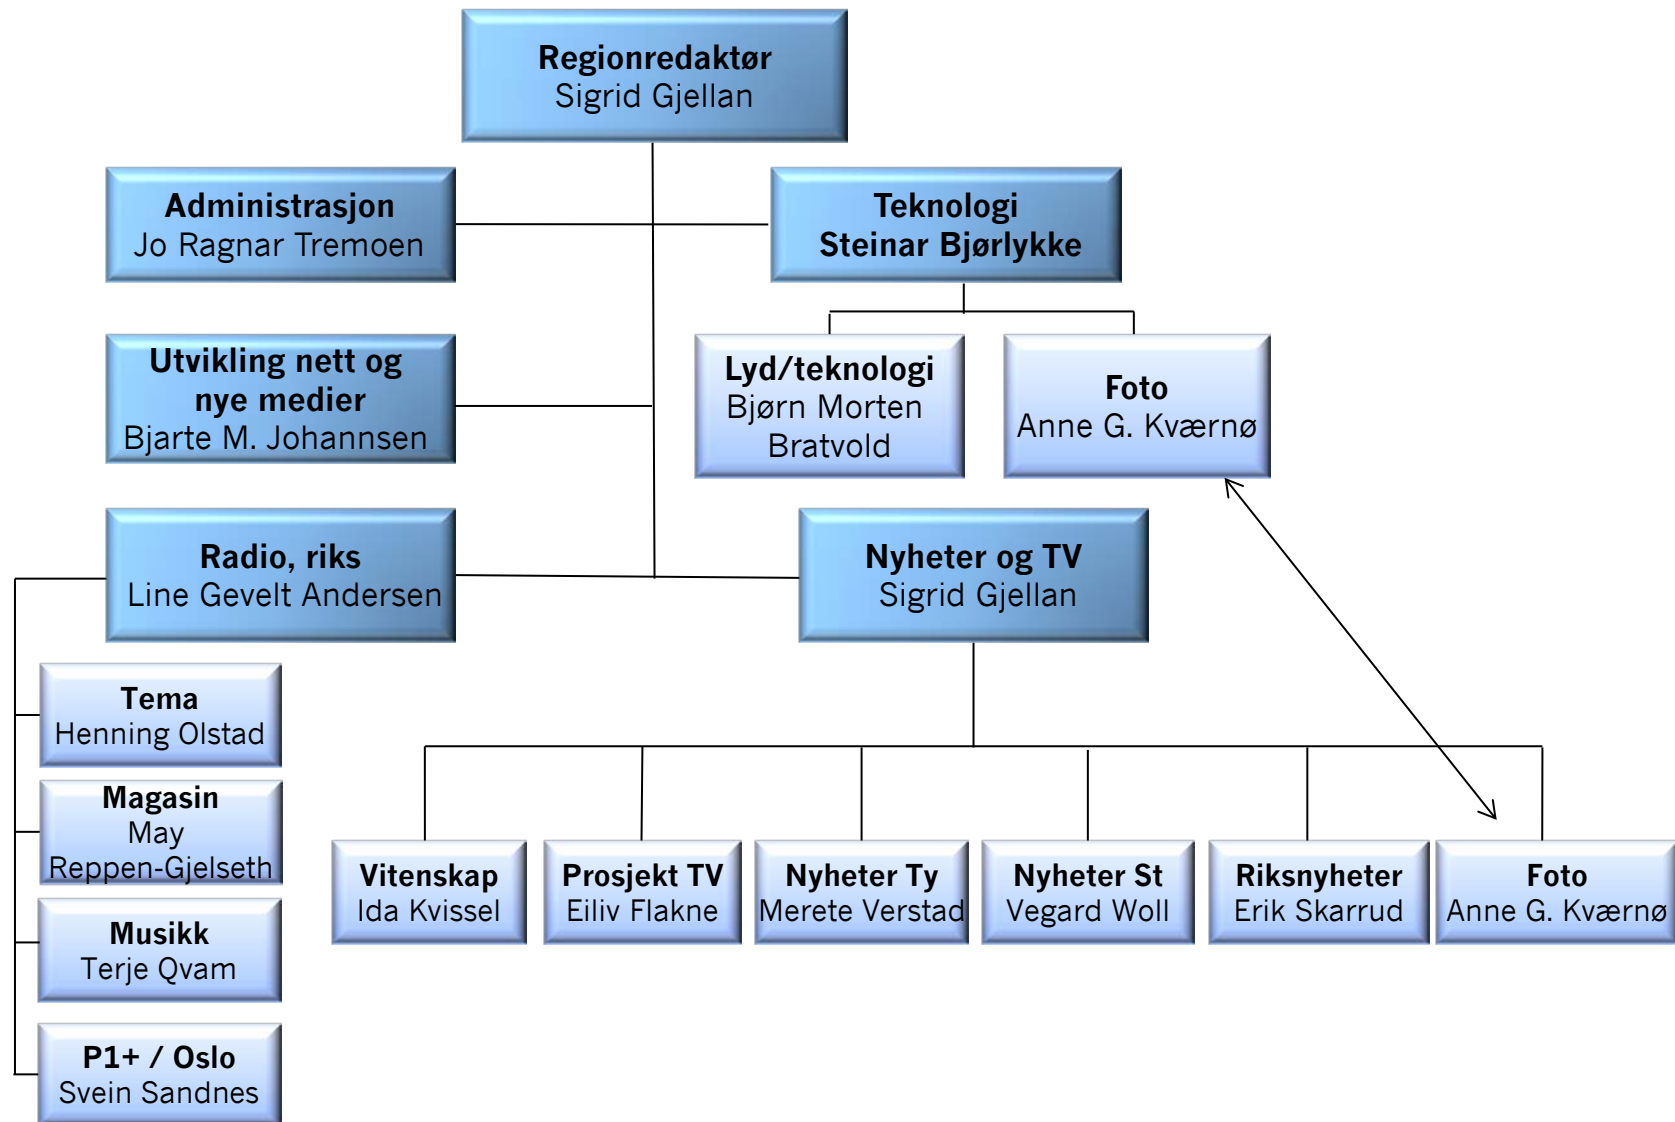 Regionredaktør
Sigrid Gjellan
Administrasjon
Jo Ragnar Tremoen
Teknologi
Steinar Bjørlykke
Utvikling nett og
nye medier
Bjarte M. Johannsen
Lyd/teknologi
Bjørn Morten
Bratvold
Foto
Anne G. Kværnø
Radio, riks
Line Gevelt Andersen
Nyheter og TV
Sigrid Gjellan
Tema
Henning Olstad
Magasin
May
Reppen-Gjelseth
Musikk
Terje Qvam
P1+ / Oslo
Svein Sandnes
Vitenskap
Ida Kvissel
Prosjekt TV
Eiliv Flakne
Nyheter Ty
Merete Verstad
Nyheter St
Vegard Woll
Riksnyheter
Erik Skarrud
Foto
Anne G. Kværnø